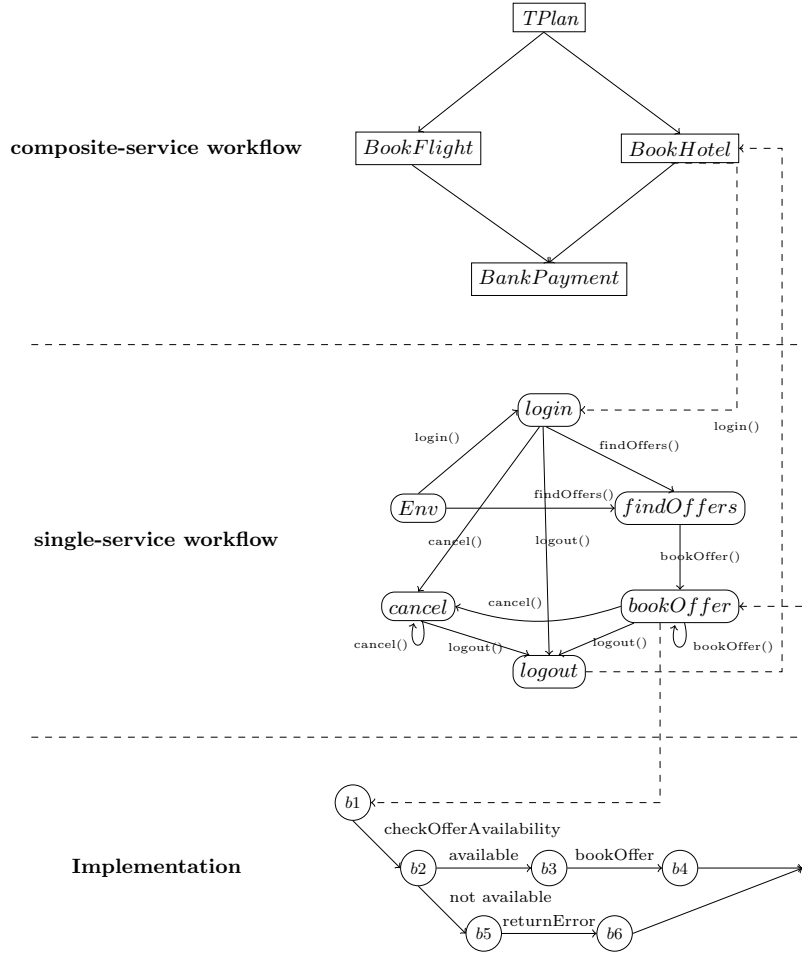 TPlan
composite-service workflow
BookFlight
BookHotel
BankPayment
login
login()
login()
findOffers()
Env
findOffers()
findOffers
single-service workflow
cancel()
logout()
bookOffer()
cancel
cancel()
bookOffer
cancel()
logout()
logout()
bookOffer()
logout
b1
checkOfferAvailability
Implementation
b2
available
b3
bookOffer
b4
not available
b5
returnError
b6